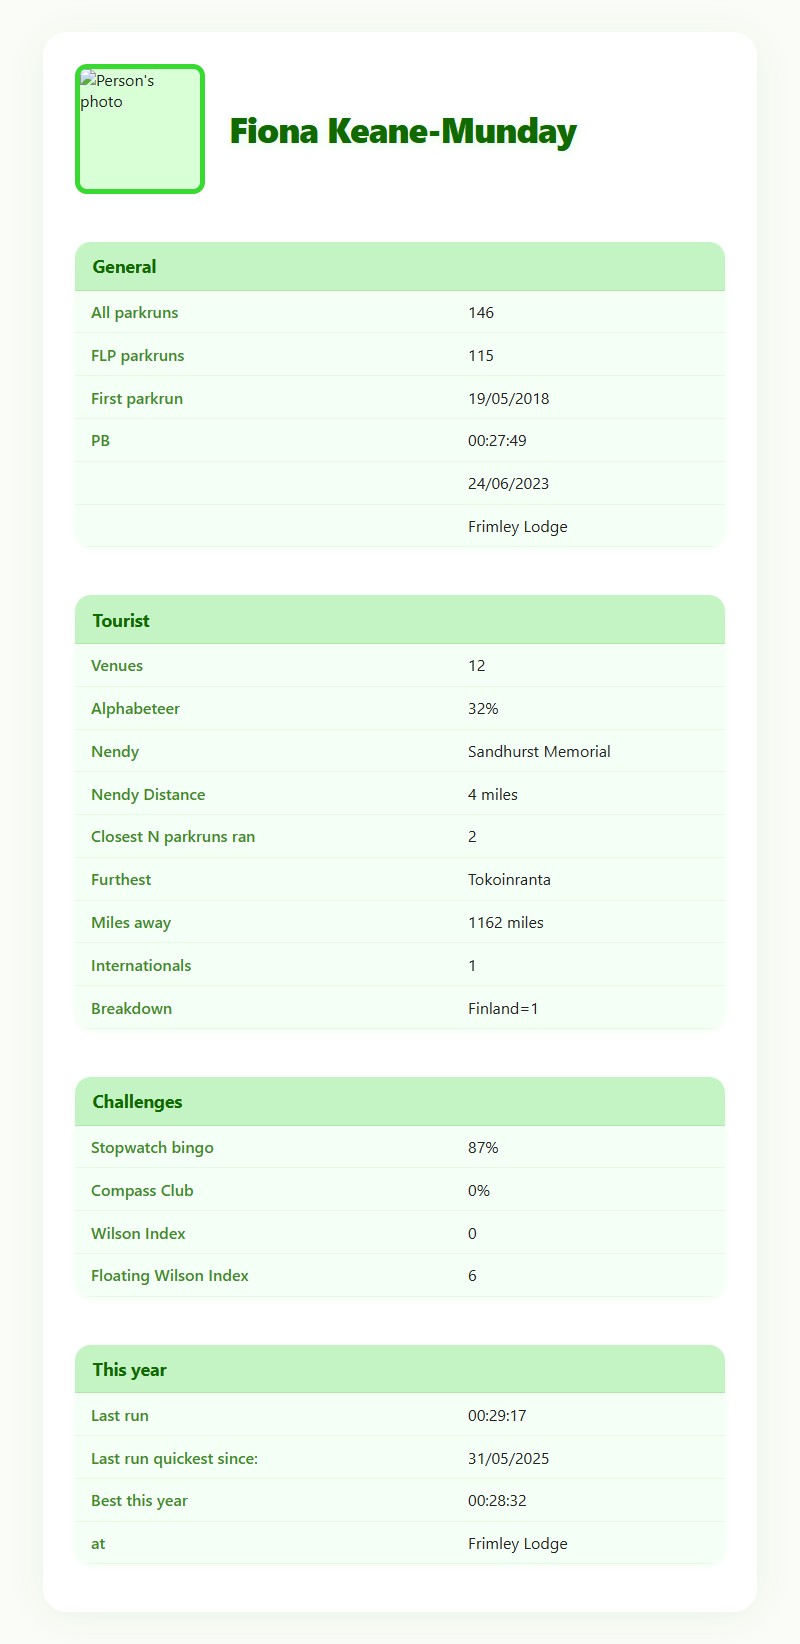 Person's
photo
Fiona Keane-Munday
General
All parkruns 146
FLP parkruns 115
First parkrun 19/05/2018
PB 00:27:49
24/06/2023
Frimley Lodge
Tourist
Venues 12
Alphabeteer 32%
Nendy Sandhurst Memorial
Nendy Distance 4 miles
Closest N parkruns ran 2
Furthest Tokoinranta
Miles away 1162 miles
Internationals 1
Breakdown Finland=1
Challenges
Stopwatch bingo 87%
Compass Club 0%
Wilson Index 0
Floating Wilson Index 6
This year
Last run 00:29:17
Last run quickest since: 31/05/2025
Best this year 00:28:32
at Frimley Lodge